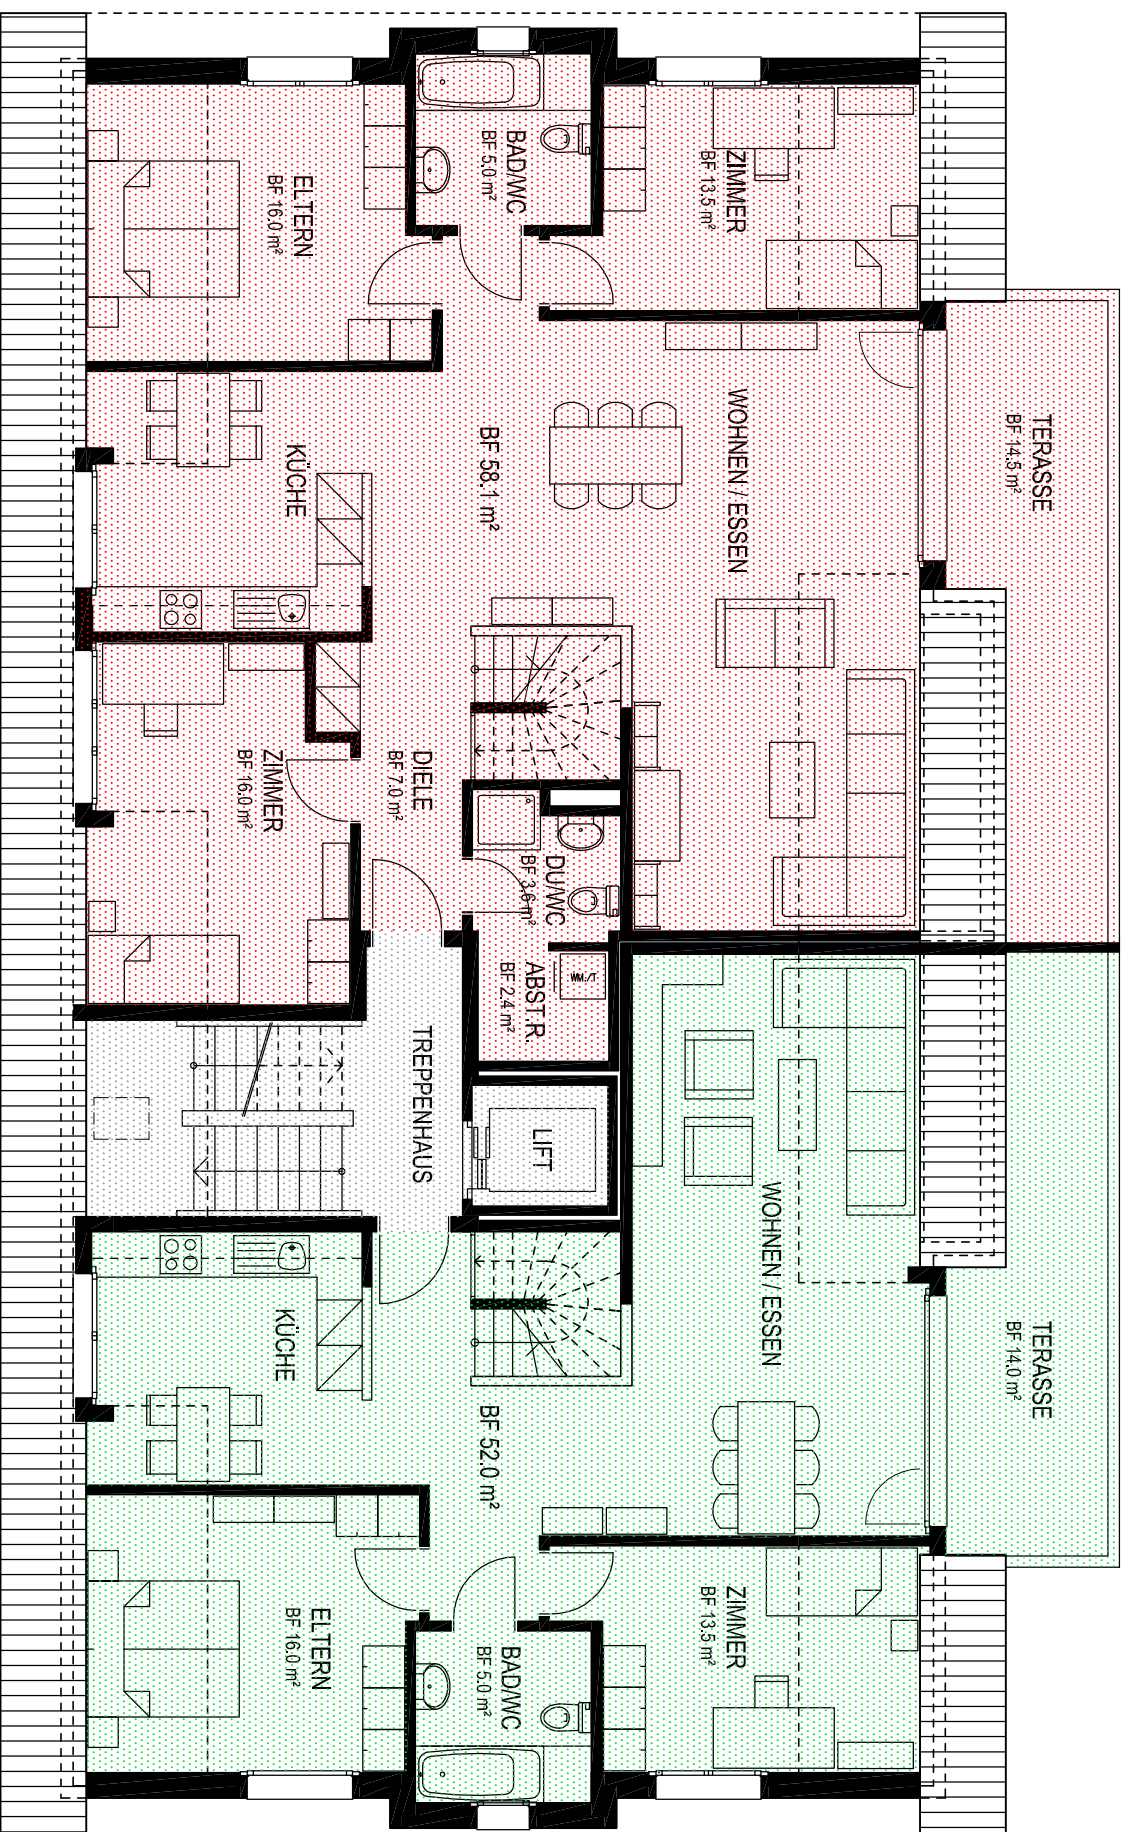 TERASSE
BF 14,5 m²
TERASSE
BF 14.0 m²
ZIMMER
BF 13.5 m²
WOHNEN / ESSEN
WOHNEN / ESSEN
ZIMMER
BF 13.5 m²
BAD/WC
BF 5.0 m²
BF 58.1 m²
DU/WC
BF 3.6 m²
ABST.R.
BF 2.4 m²
WM./T
LIFT
BF 52.0 m²
BAD/WC
BF 5.0 m²
DIELE
BF 7.0 m²
TREPPENHAUS
ELTERN
BF 16.0 m²
KÜCHE
ZIMMER
BF 16.0 m²
KÜCHE
ELTERN
BF 16.0 m²